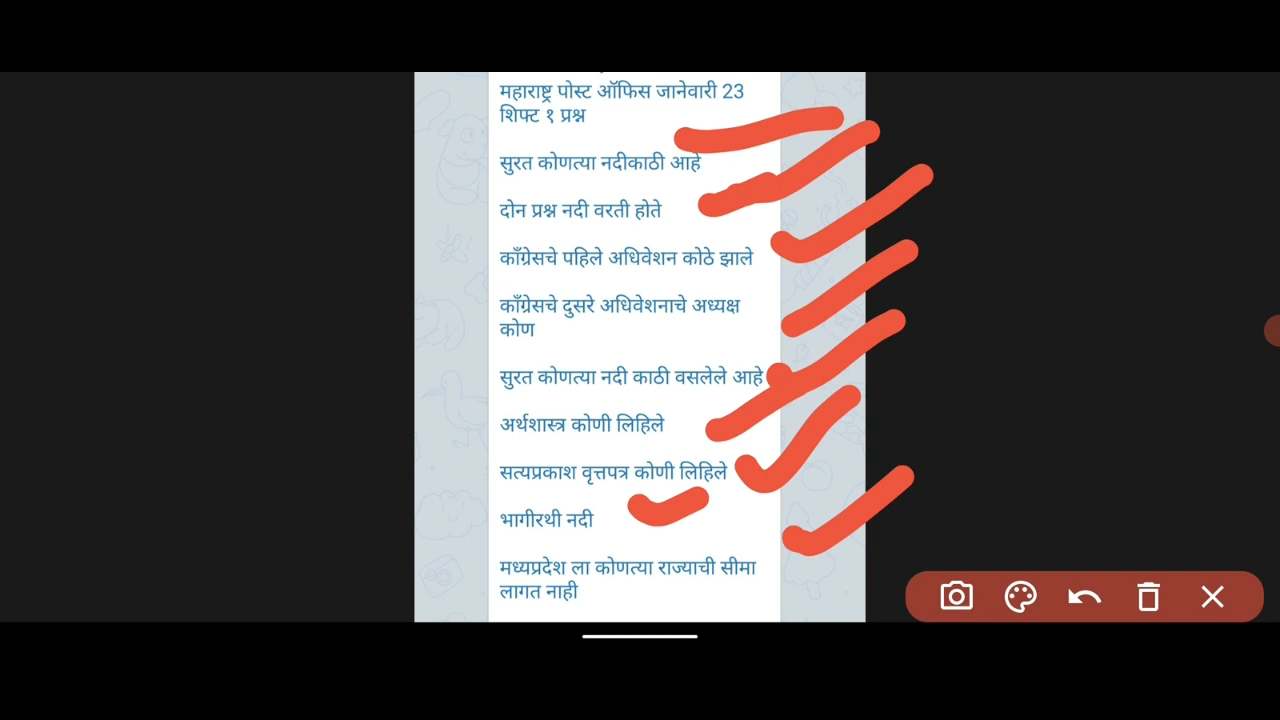 महाराष्ट्र पोस्ट ऑफिस जानेवारी 23
शिफ्ट १ प्रश्न
सुरत कोणत्या नदीकाठी आहे
दोन प्रश्न नदी वरती होते
काँग्रेसचे पहिले अधिवेशन कोठे झाले
काँग्रेसचे दुसरे अधिवेशनाचे अध्यक्ष
कोण
सुरत कोणत्या नदी काठी वसलेले आहे
अर्थशास्त्र कोणी लिहिले
सत्यप्रकाश वृत्तपत्र कोणी लिहिले
भागीरथी नदी
मध्यप्रदेश ला कोणत्या राज्याची सीमा
लागत नाही